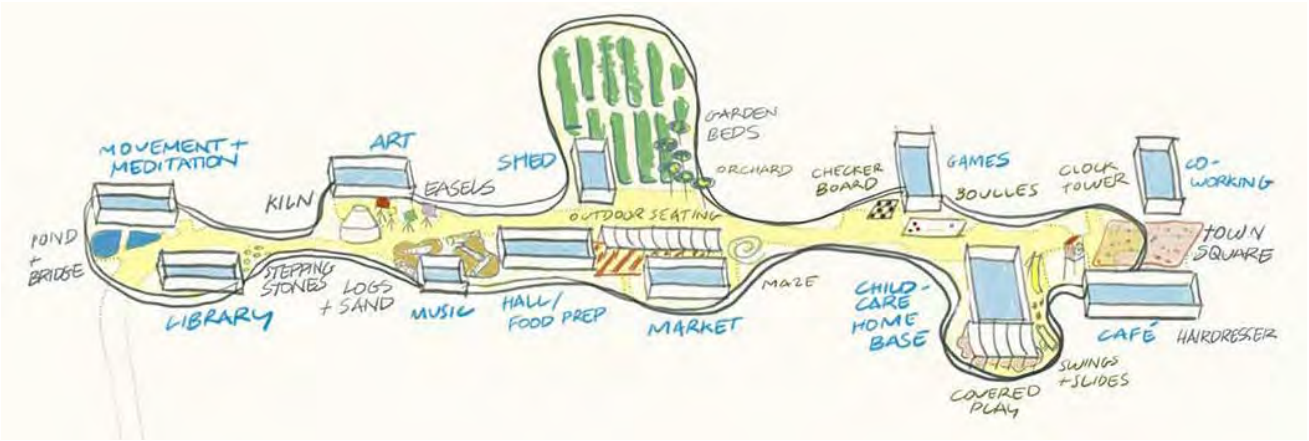 MOVEMENT +
MEDITATION
ART
KILN
EASELS
SHED
GARDEN
BEDS
ORCHARD
CHECKER
BOARD
GAMES
BOULLES
CLOCK
TOWER
CO-
WORKING
POND
+
BRIDGE
OUTDOOR SEATING
TOWN
SQUARE
STEPPING
STONES
LOGS
+ SAND
LIBRARY
MUSIC
HALL/
FOOD PREP
MARKET
MAZE
CHILD-
CARE
HOME
BASE
CAFÉ
HAIRDRESSER
SWINGS
+SLIDES
COVERED
PLAY